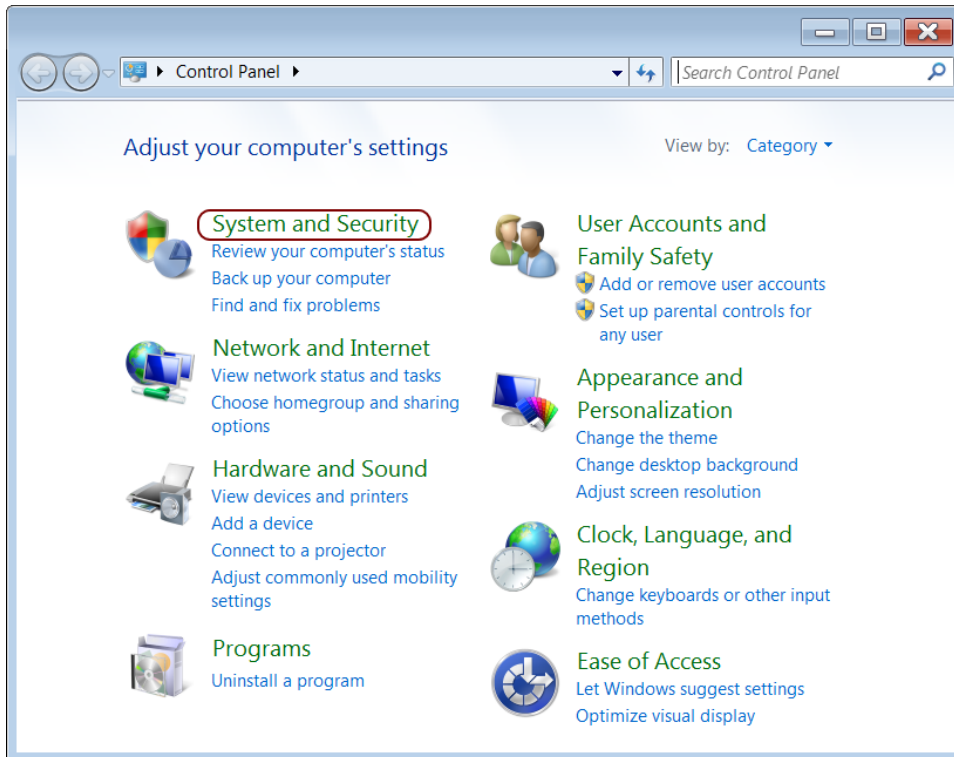 Control Panel
Search Control Panel
Adjust your computer's settings
View by: Category
System and Security
Review your computer's status
Back up your computer
Find and fix problems
Network and Internet
View network status and tasks
Choose homegroup and sharing
options
Hardware and Sound
View devices and printers
Add a device
Connect to a projector
Adjust commonly used mobility
settings
Programs
Uninstall a program
User Accounts and
Family Safety
Add or remove user accounts
Set up parental controls for
any user
Appearance and
Personalization
Change the theme
Change desktop background
Adjust screen resolution
Clock, Language, and
Region
Change keyboards or other input
methods
Ease of Access
Let Windows suggest settings
Optimize visual display